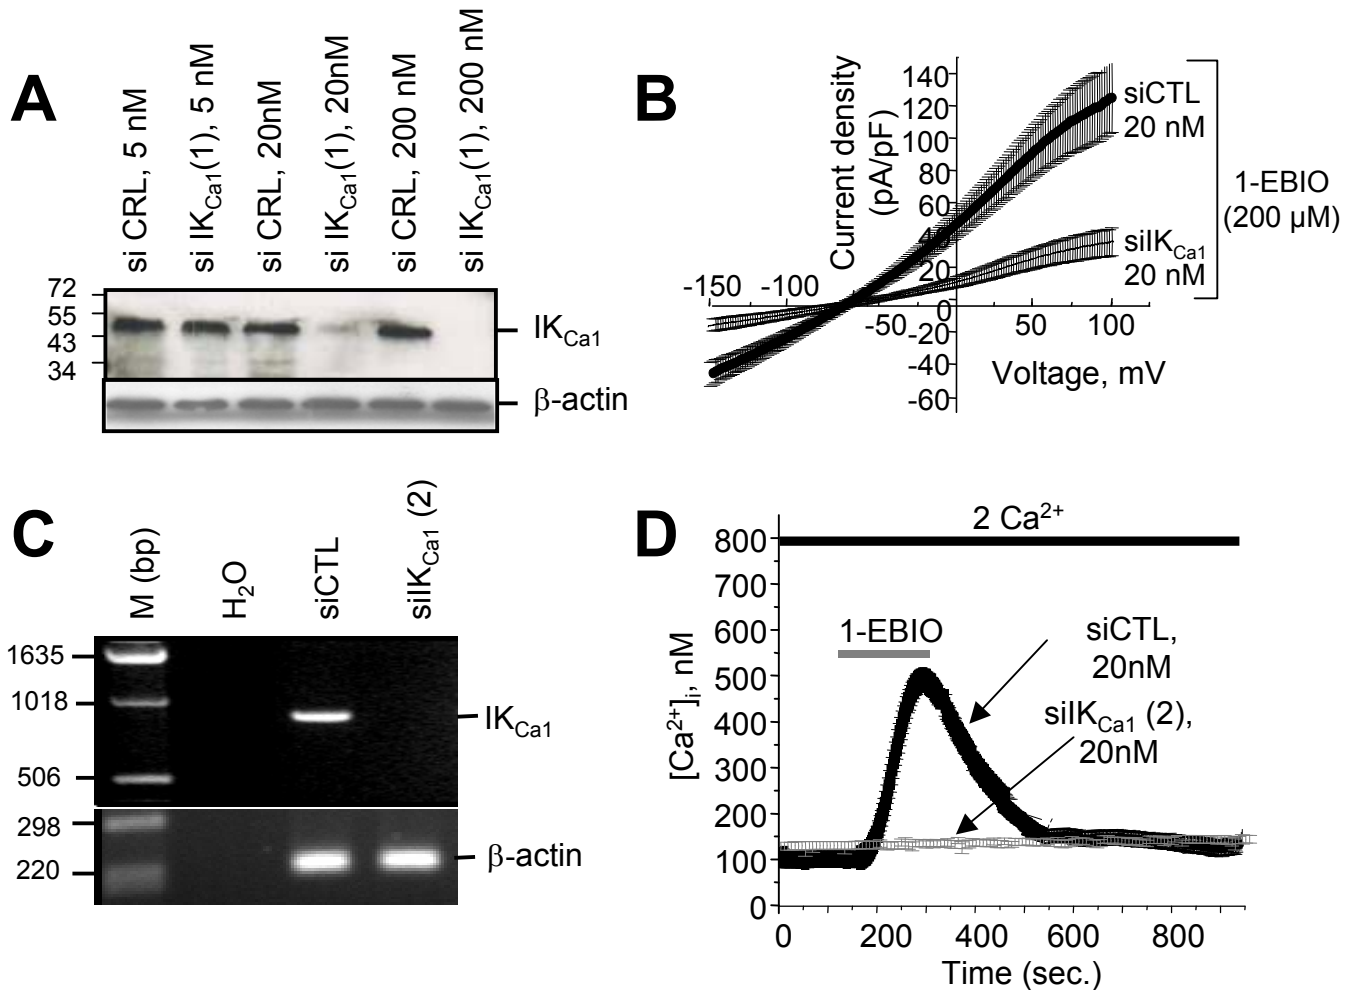 A
si CRL, 5 nM
si IKCa1(1), 5 nM
si CRL, 20nM
si IKCa1(1), 20nM
si CRL, 200 nM
si IKCa1(1), 200 nM
72
55
43
34
IKCa1
β-actin
B
Current density
(pA/pF)
140
120
100
80
60
40
20
0
-20
-40
-60
-150
-100
-50
50
100
Voltage, mV
siCTL
20 nM
siIKCa1
20 nM
1-EBIO
(200 µM)
C
M (bp)
H2O
siCTL
siIKCa1 (2)
1635
1018
506
298
220
IKCa1
β-actin
D
2 Ca2+
800
700
600
500
400
300
200
100
0
[Ca2+]i, nM
1-EBIO
siCTL,
20nM
siIKCa1 (2),
20nM
0
200
400
600
800
Time (sec.)